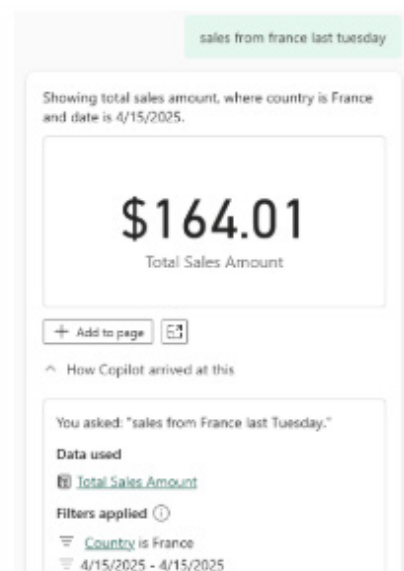 sales from france last tuesday
Showing total sales amount, where country is France
and date is 4/15/2025.
$164.01
Total Sales Amount
+ Add to page
How Copilot arrived at this
You asked: "sales from France last Tuesday."
Data used
Total Sales Amount
Filters applied
Country is France
4/15/2025 - 4/15/2025